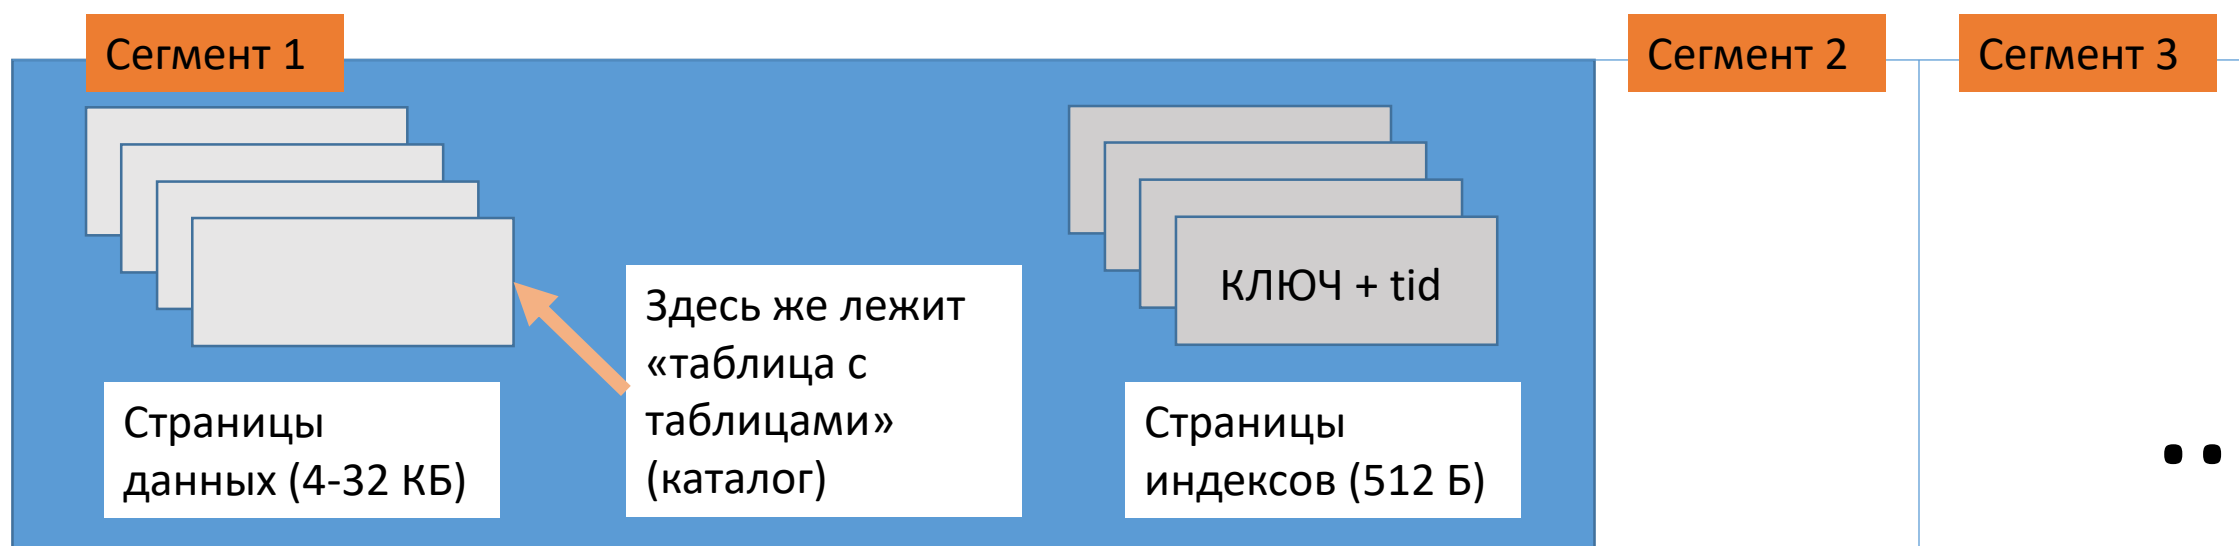 Сегмент 1
Сегмент 2
Сегмент 3
КЛЮЧ + tid
Здесь же лежит
«таблица с
таблицами»
(каталог)
Страницы
данных (4-32 КБ)
Страницы
индексов (512 Б)
..